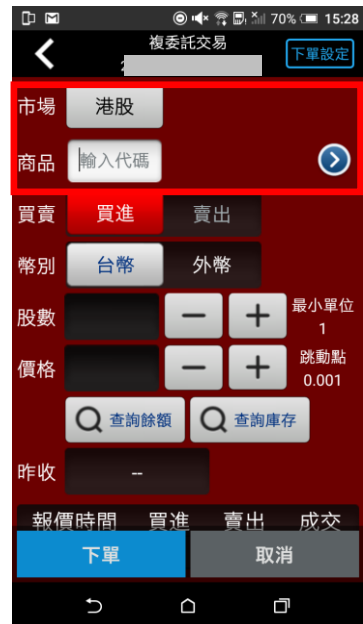 70% 15:28
複委託交易
下單設定
市場 港股
商品 輸入代碼
買賣 買進 賣出
幣別 台幣 外幣
股數 — + 最小單位
1
價格 — + 跳動點
0.001
查詢餘額 查詢庫存
昨收 --
報價時間 買進 賣出 成交
下單 取消